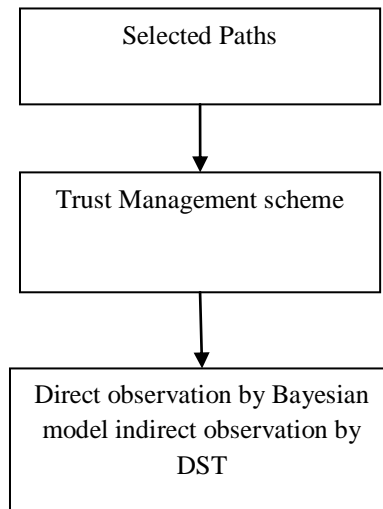 Selected Paths
Trust Management scheme
Direct observation by Bayesian
model indirect observation by
DST